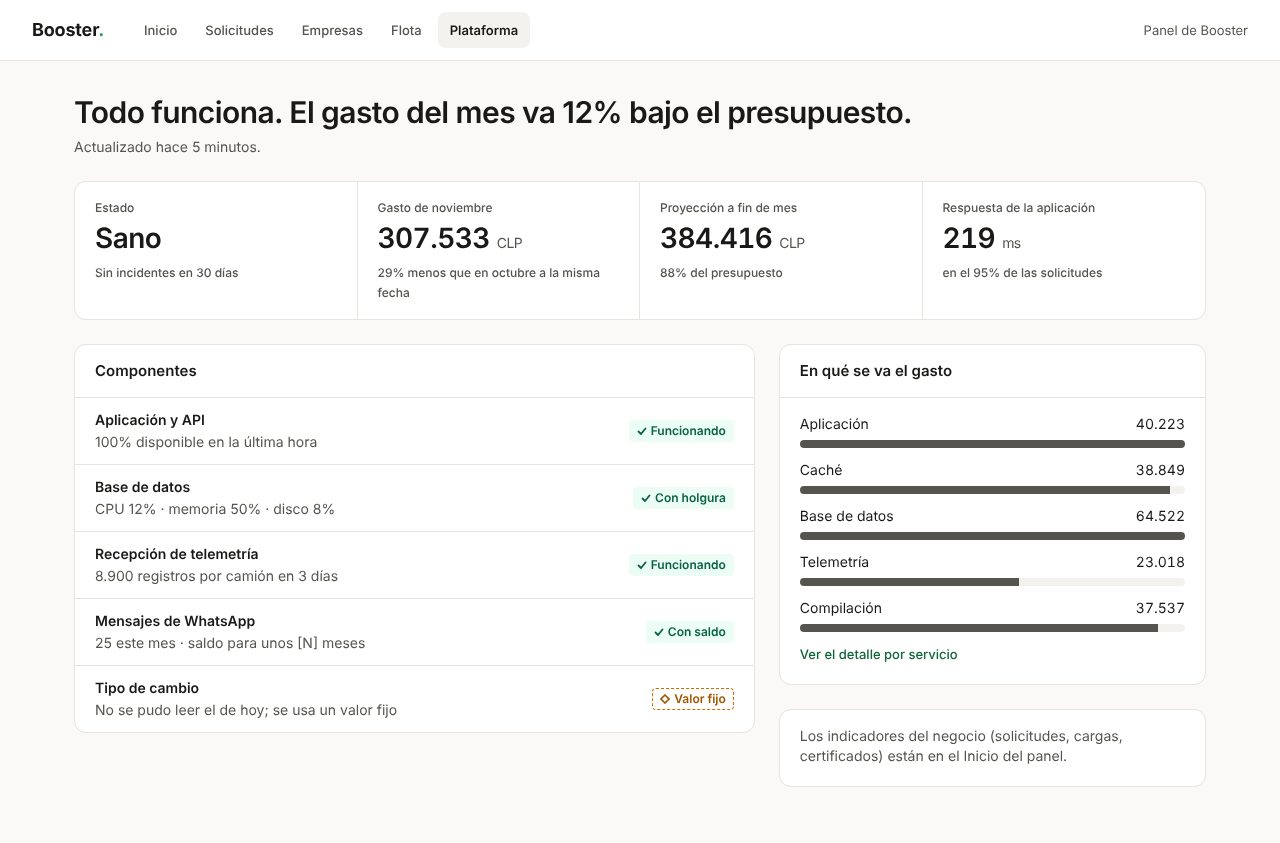 Booster.
Inicio
Solicitudes
Empresas
Flota
Plataforma
Panel de Booster
Todo funciona. El gasto del mes va 12% bajo el presupuesto.
Actualizado hace 5 minutos.
Estado
Sano
Sin incidentes en 30 días
Gasto de noviembre
307.533 CLP
29% menos que en octubre a la misma
fecha
Proyección a fin de mes
384.416 CLP
88% del presupuesto
Respuesta de la aplicación
219 ms
en el 95% de las solicitudes
Componentes
Aplicación y API
100% disponible en la última hora
Funcionando
Base de datos
CPU 12% · memoria 50% · disco 8%
Con holgura
Recepción de telemetría
8.900 registros por camión en 3 días
Funcionando
Mensajes de WhatsApp
25 este mes · saldo para unos [N] meses
Con saldo
Tipo de cambio
No se pudo leer el de hoy; se usa un valor fijo
Valor fijo
En qué se va el gasto
Aplicación 40.223
Caché 38.849
Base de datos 64.522
Telemetría 23.018
Compilación 37.537
Ver el detalle por servicio
Los indicadores del negocio (solicitudes, cargas,
certificados) están en el Inicio del panel.